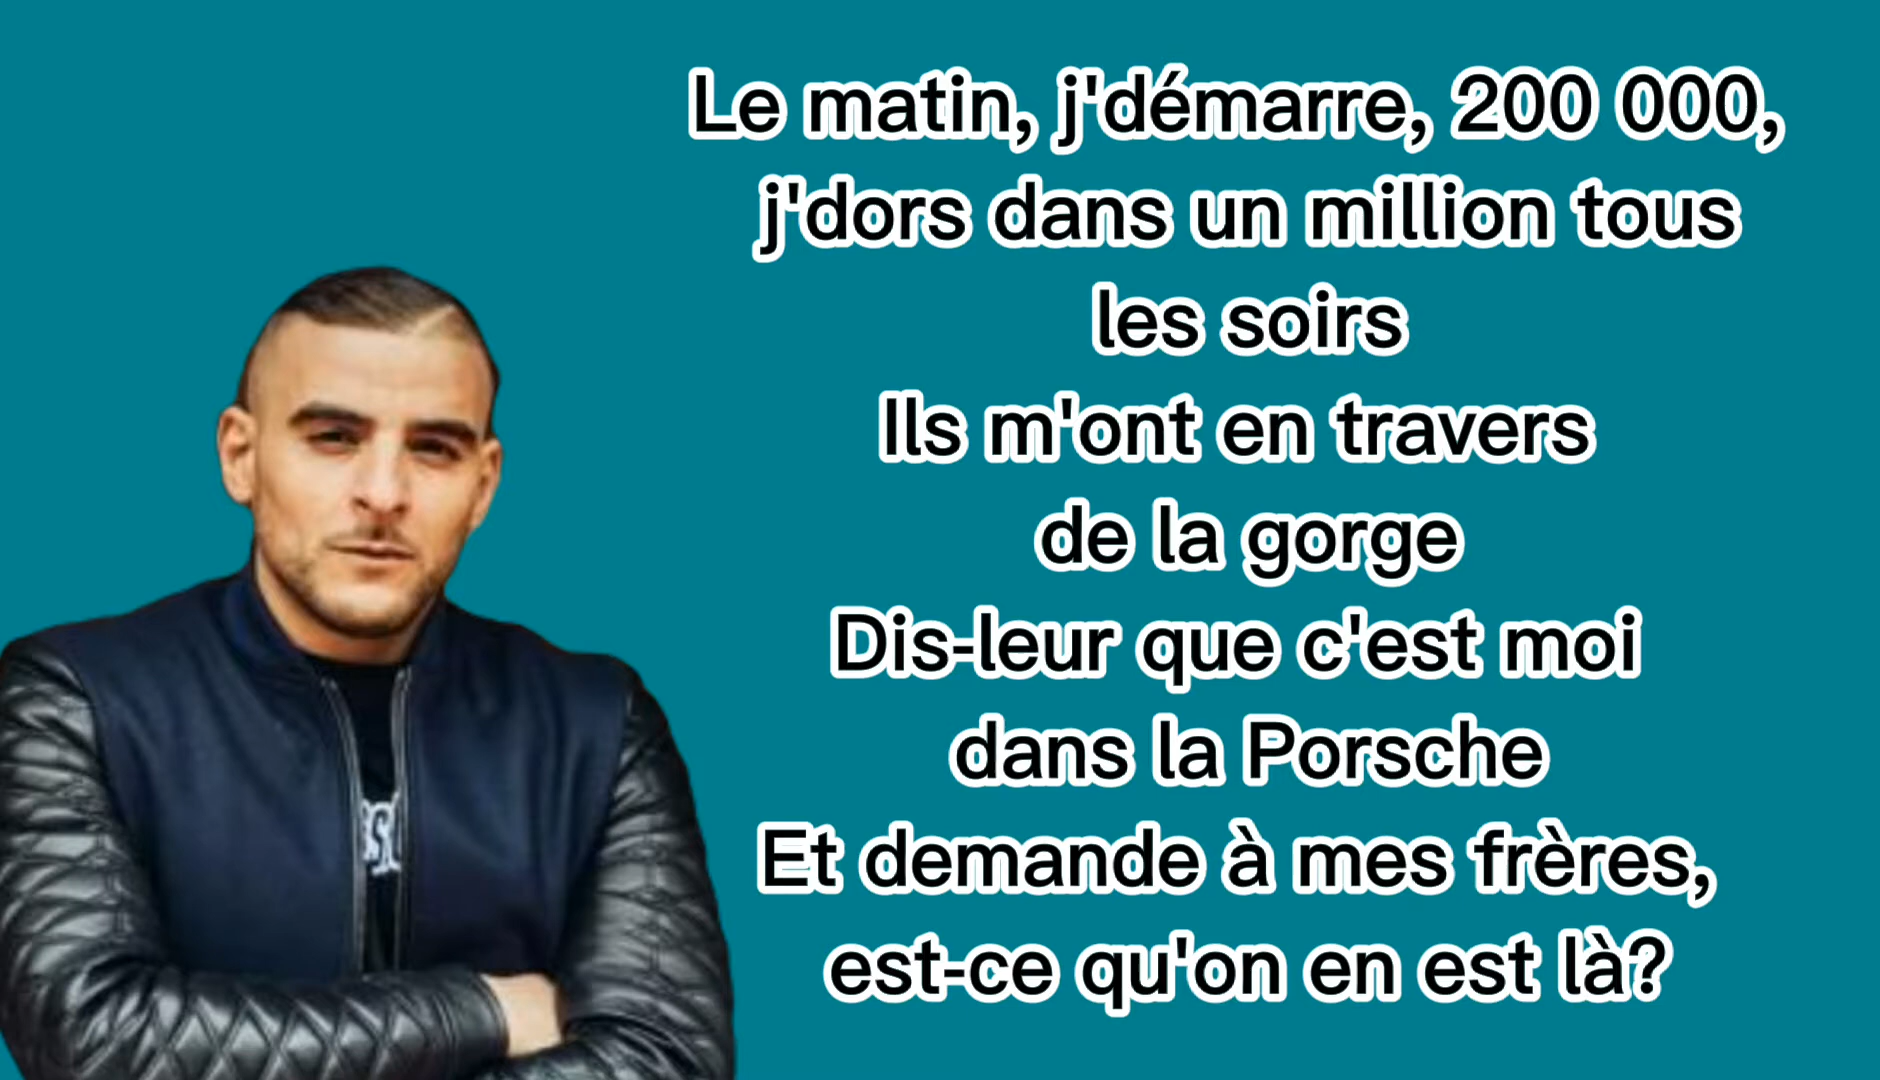 Le matin, j'démarre, 200 000,
j'dors dans un million tous
les soirs
Ils m'ont en travers
de la gorge
Dis-leur que c'est moi
dans la Porsche
Et demande à mes frères,
est-ce qu'on en est là?